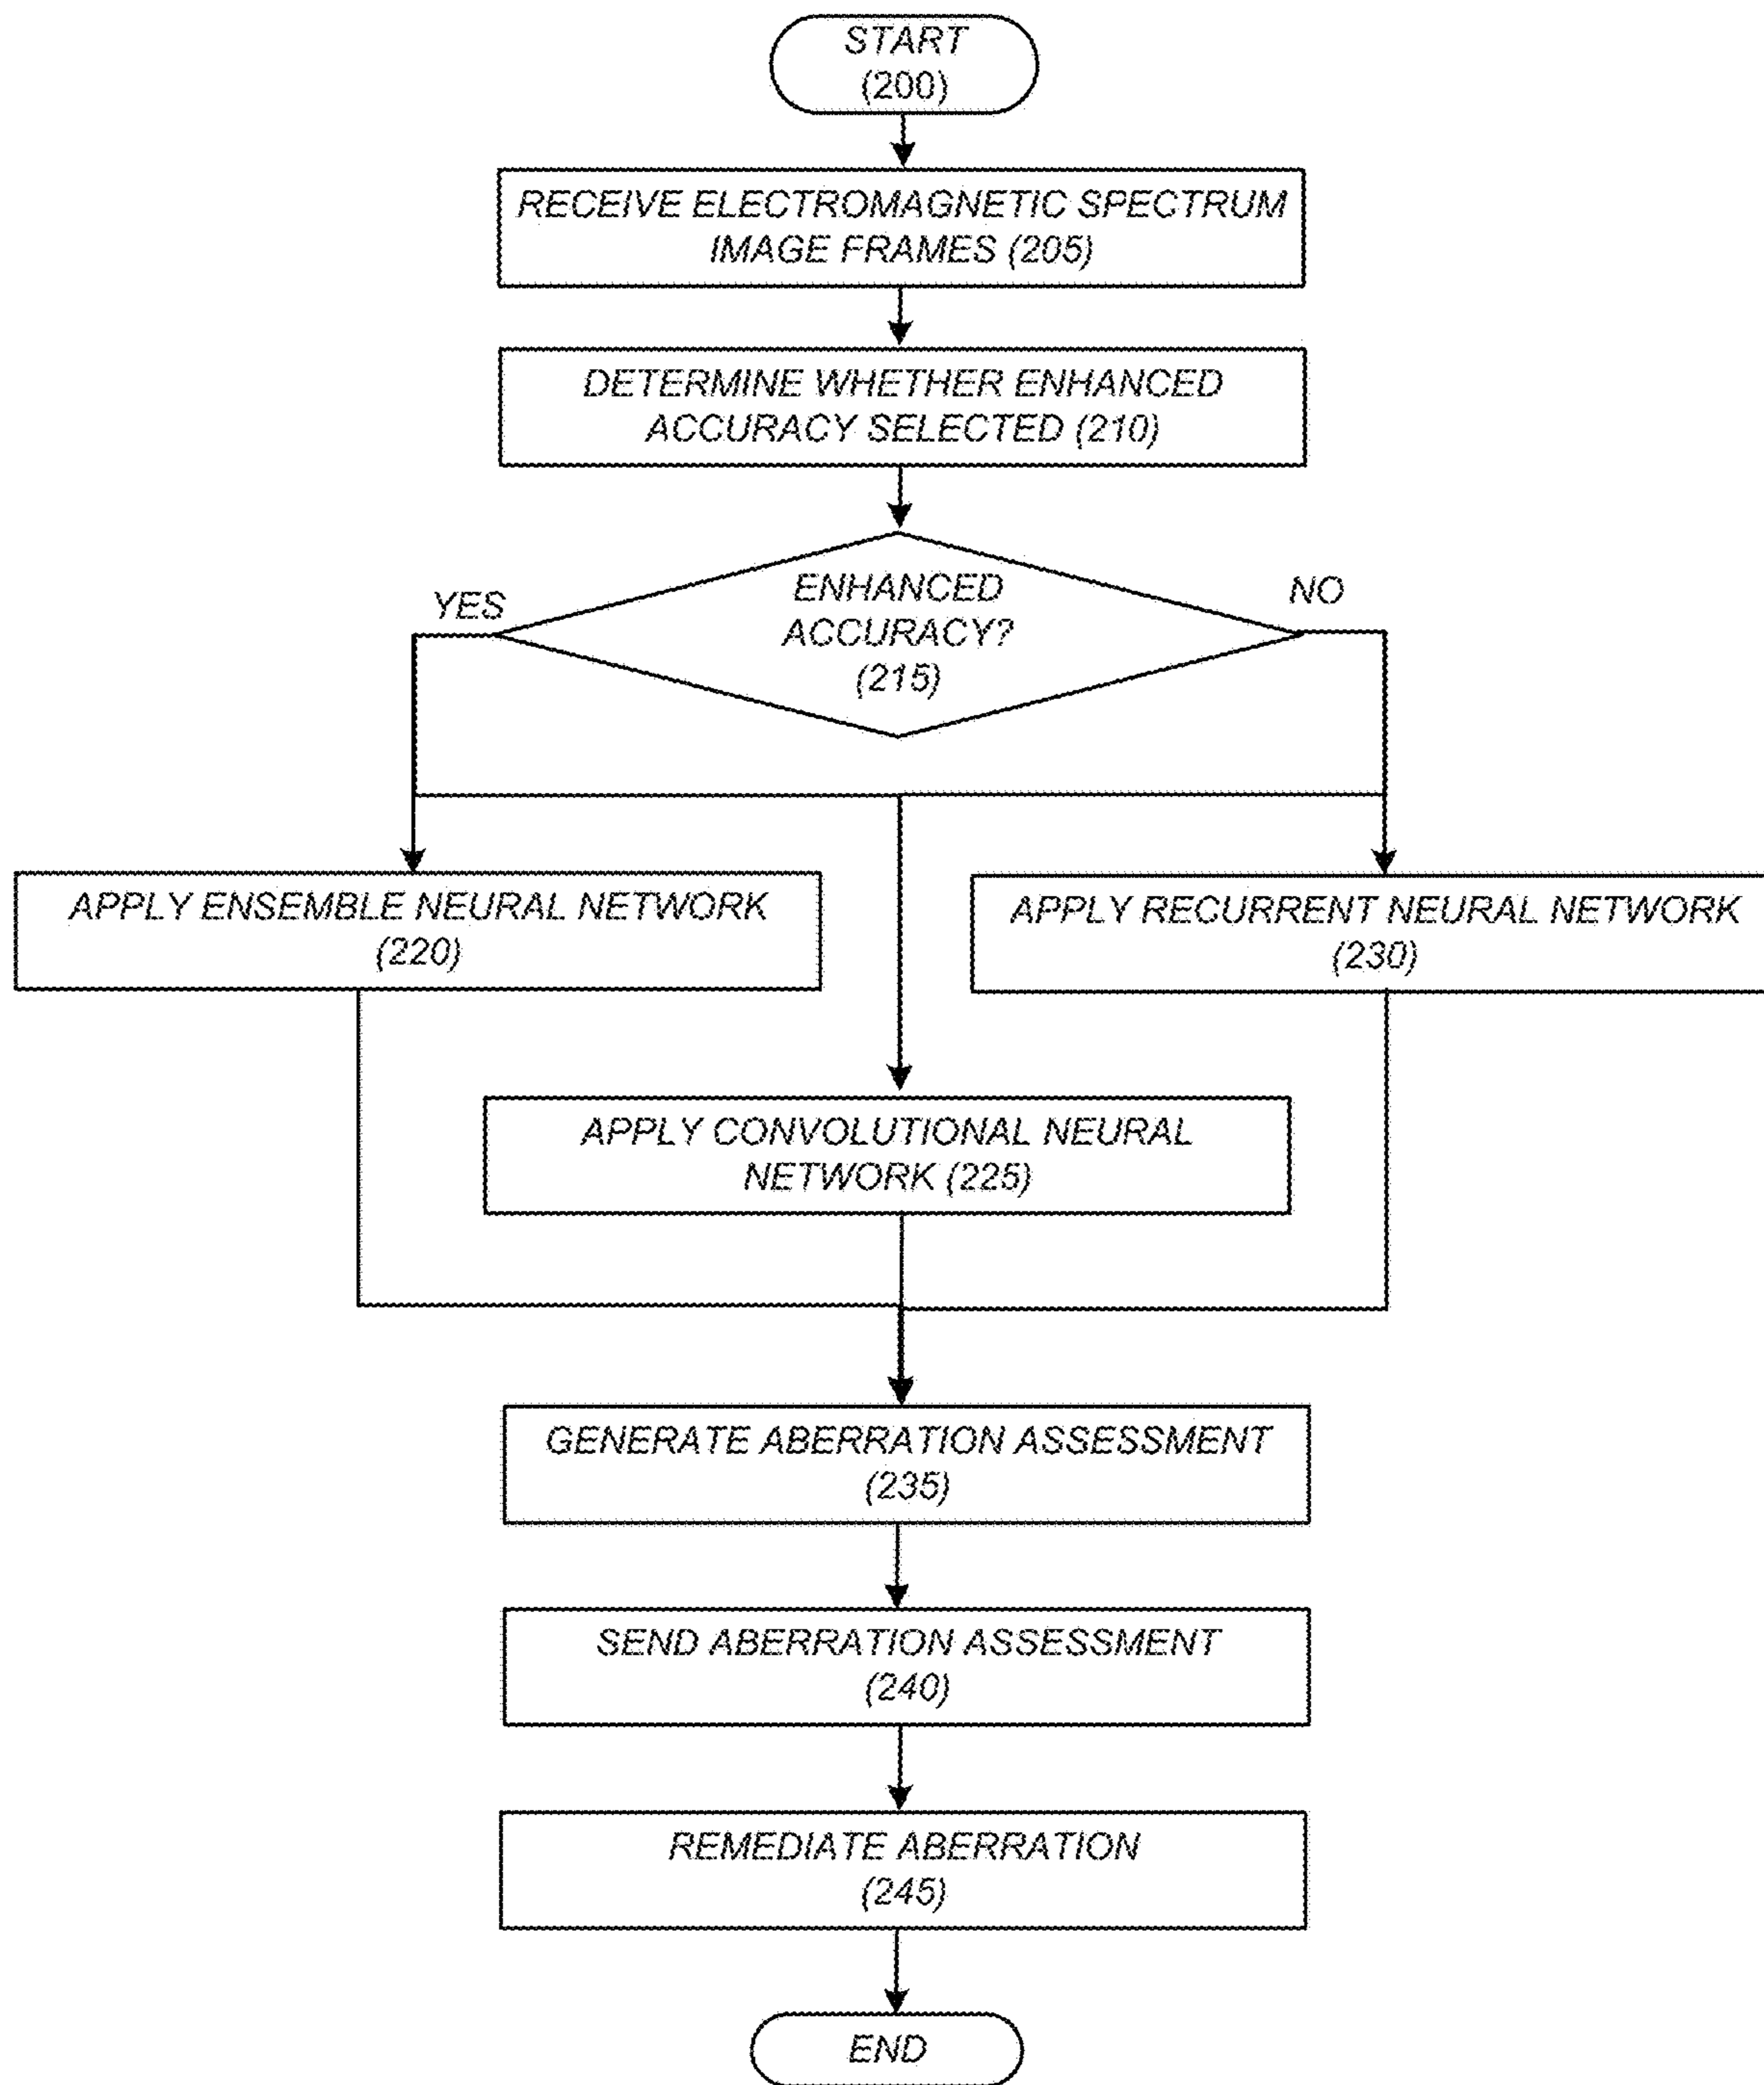 START
(200)
RECEIVE ELECTROMAGNETIC SPECTRUM
IMAGE FRAMES (205)
DETERMINE WHETHER ENHANCED
ACCURACY SELECTED (210)
YES
ENHANCED
ACCURACY?
(215)
NO
APPLY ENSEMBLE NEURAL NETWORK
(220)
APPLY RECURRENT NEURAL NETWORK
(230)
APPLY CONVOLUTIONAL NEURAL
NETWORK (225)
GENERATE ABERRATION ASSESSMENT
(235)
SEND ABERRATION ASSESSMENT
(240)
REMEDIATE ABERRATION
(245)
END